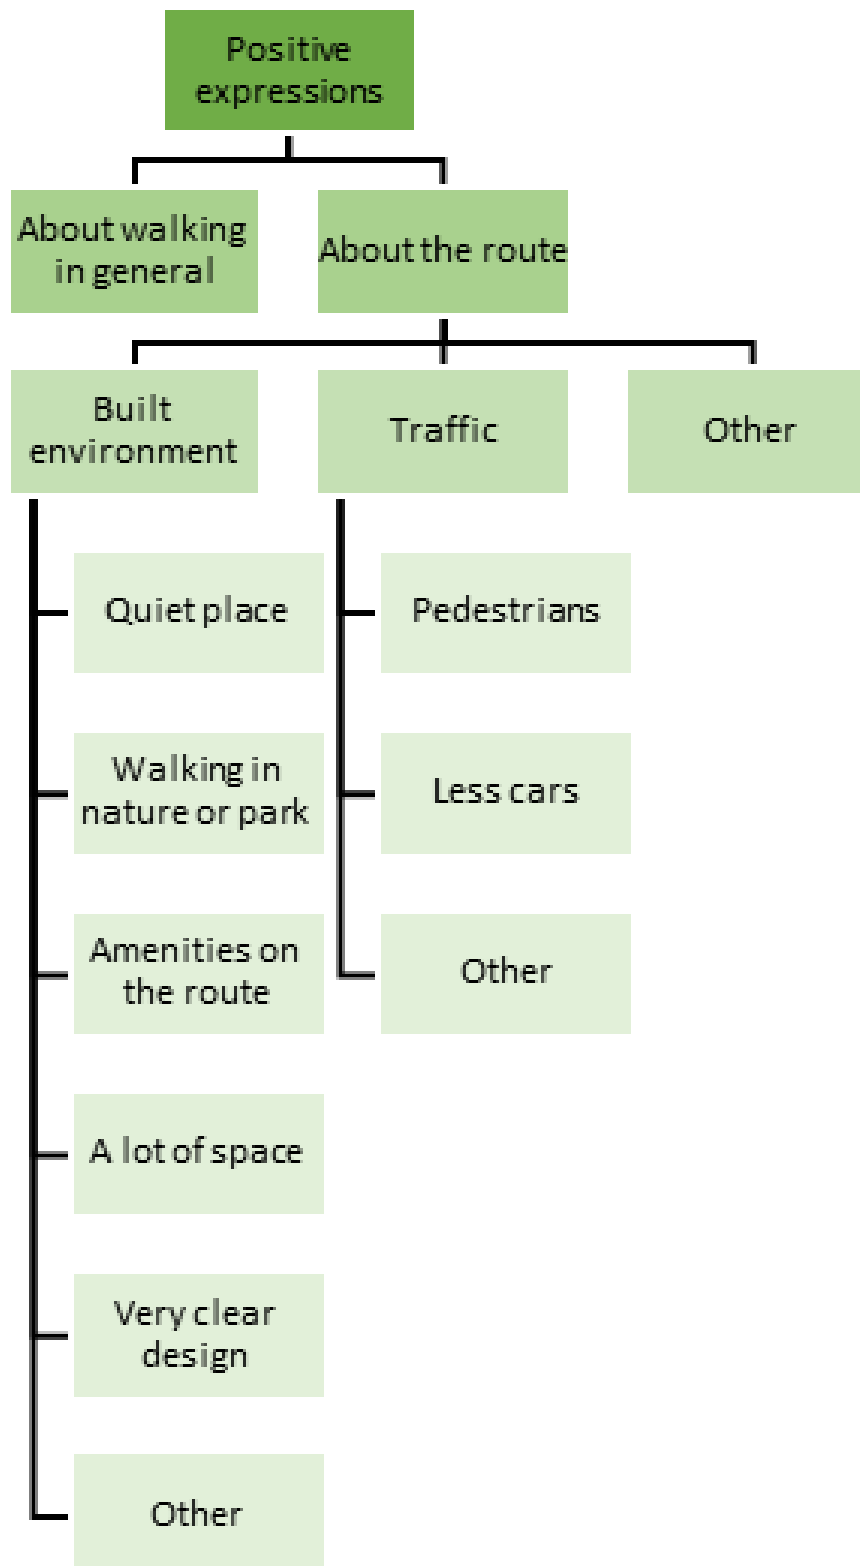 Positive
expressions
About walking
in general
About the route
Built
environment
Traffic
Other
Quiet place
Walking in
nature or park
Amenities on
the route
A lot of space
Very clear
design
Other
Pedestrians
Less cars
Other